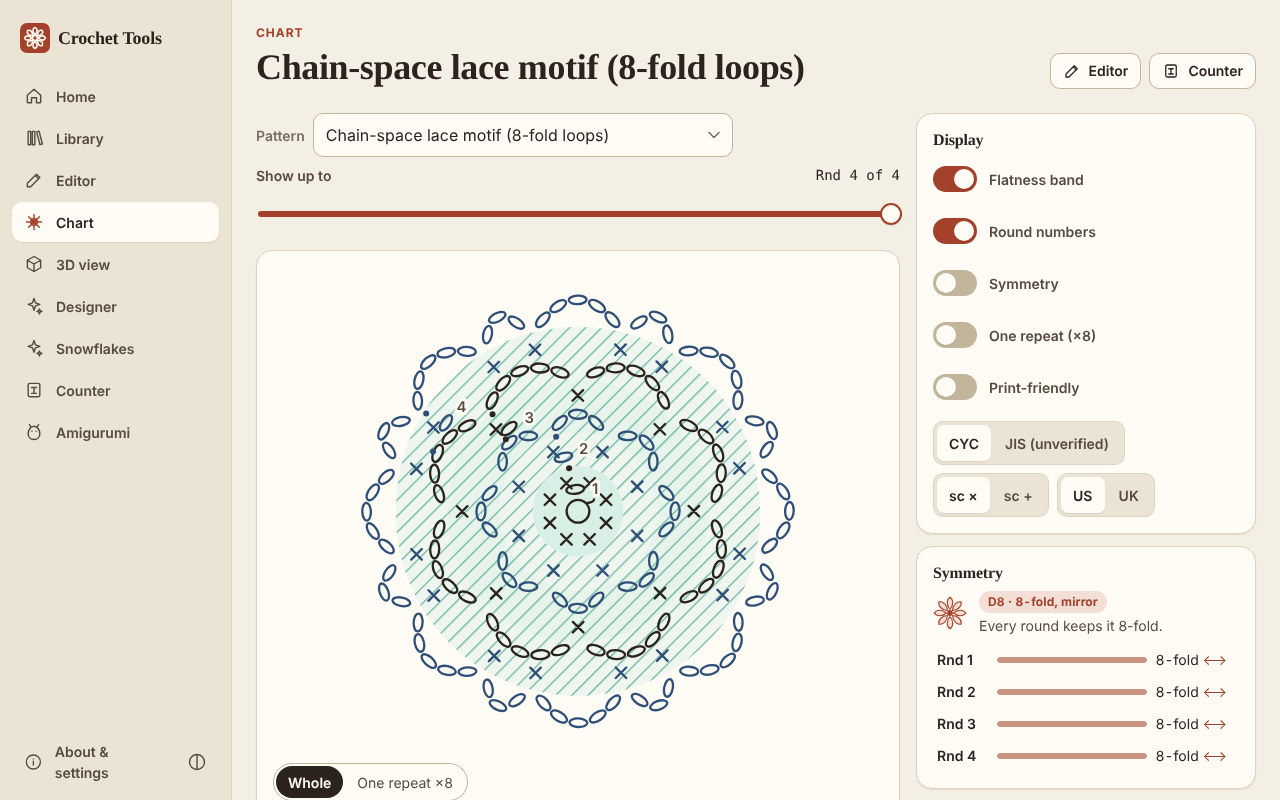 Crochet Tools
Home
Library
Editor
Chart
3D view
Designer
Snowflakes
Counter
Amigurumi
About &
settings
CHART
Chain-space lace motif (8-fold loops)
Editor
Counter
Pattern
Chain-space lace motif (8-fold loops)
Show up to
Rnd 4 of 4
4
3
2
1
Whole
One repeat ×8
Display
Flatness band
Round numbers
Symmetry
One repeat (×8)
Print-friendly
CYC
JIS (unverified)
sc ×
sc +
US
UK
Symmetry
D8 · 8-fold, mirror
Every round keeps it 8-fold.
Rnd 1
8-fold ↔
Rnd 2
8-fold ↔
Rnd 3
8-fold ↔
Rnd 4
8-fold ↔